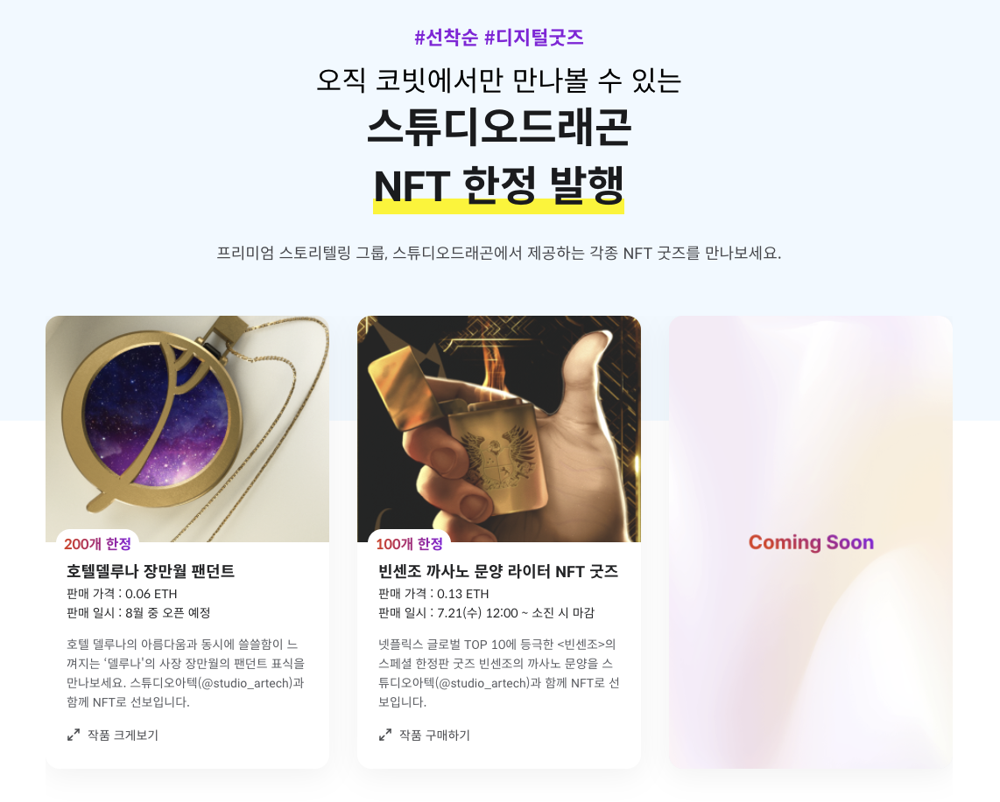 #선착순 #디지털굿즈
오직 코빗에서만 만나볼 수 있는
스튜디오드래곤
NFT 한정 발행
프리미엄 스토리텔링 그룹, 스튜디오드래곤에서 제공하는 각종 NFT 굿즈를 만나보세요.
200개 한정
호텔델루나 장만월 팬던트
판매 가격 : 0.06 ETH
판매 일시 : 8월 중 오픈 예정
호텔 델루나의 아름다움과 동시에 쓸쓸함이 느
껴지는 ‘델루나'의 사장 장만월의 팬던트 표식을
만나보세요. 스튜디오아텍(@studio_artech)과
함께 NFT로 선보입니다.
작품 크게보기
100개 한정
빈센조 까사노 문양 라이터 NFT 굿즈
판매 가격 : 0.13 ETH
판매 일시 : 7.21(수) 12:00 ~ 소진 시 마감
넷플릭스 글로벌 TOP 10에 등극한 <빈센조>의
스페셜 한정판 굿즈 빈센조의 까사노 문양을 스
튜디오아텍(@studio_artech)과 함께 NFT로 선
보입니다.
작품 구매하기
Coming Soon